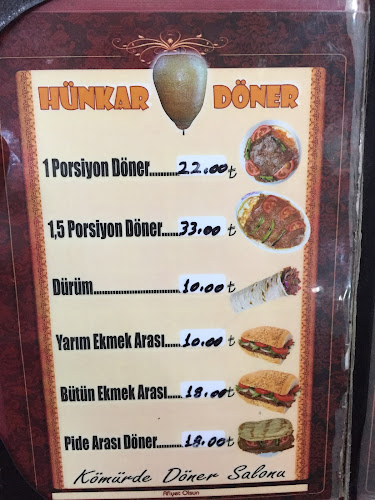 HÜNKAR DÖNER
1 Porsiyon Döner..........22.00₺
1,5 Porsiyon Döner.....33.00₺
Dürüm..........................10.00₺
Yarım Ekmek Arası......10.00₺
Bütün Ekmek Arası......18.00₺
Pide Arası Döner.........18.00₺
Kömürde Döner Salonu
Afiyet Olsun